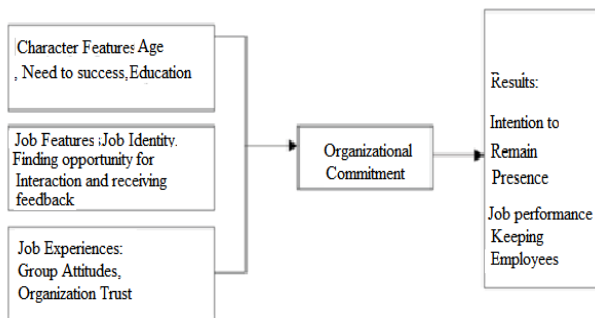 Character Features Age
, Need to success,Education
Job Features :Job Identity.
Finding opportunity for
Interaction and receiving
feedback
Job Experiences:
Group Attitudes,
Organization Trust
Organizational
Commitment
Results:
Intention to
Remain
Presence
Job performance
Keeping
Employees